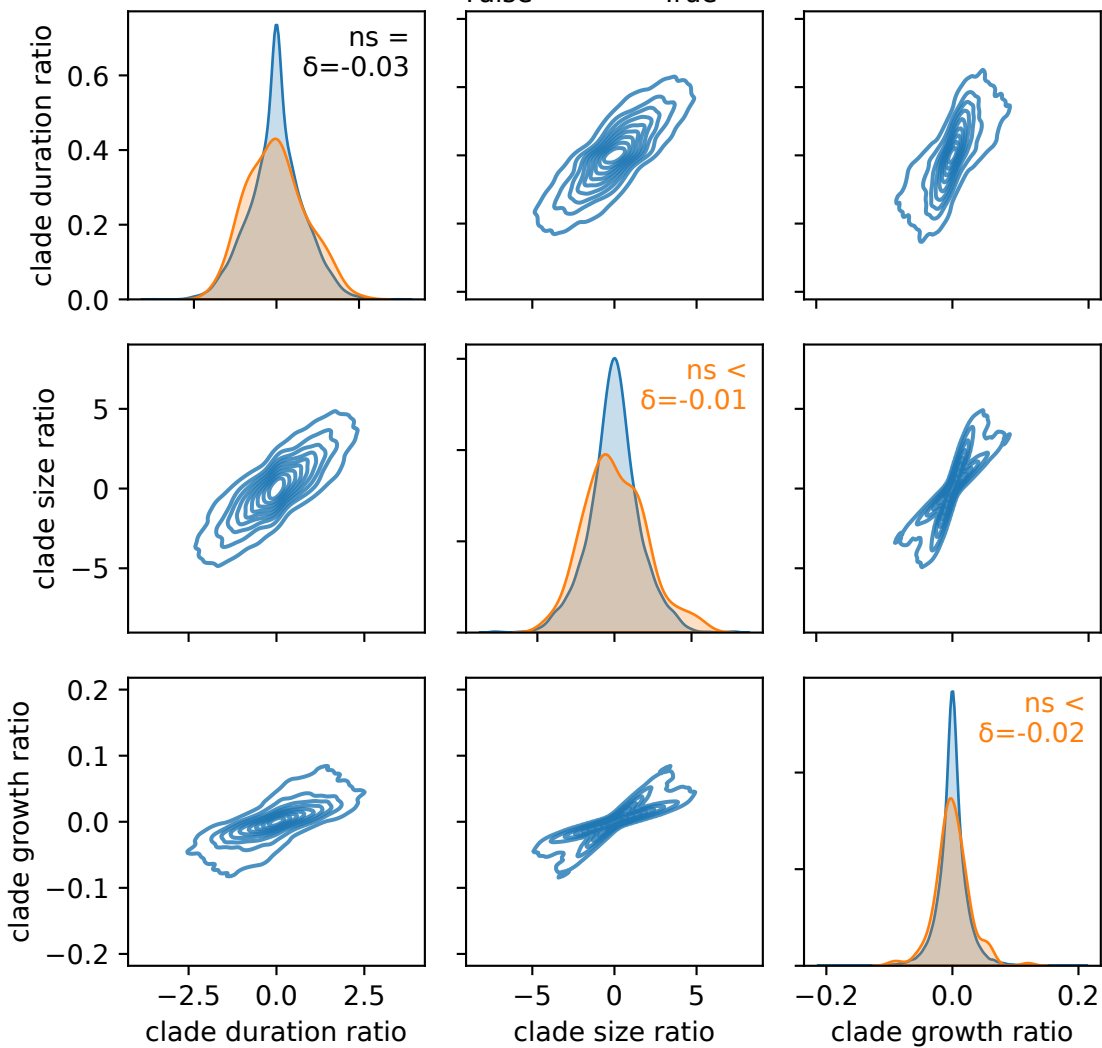 clade duration ratio
0.6
0.4
0.2
0.0
ns =
δ=-0.03
clade size ratio
5
0
−5
ns <
δ=-0.01
clade growth ratio
0.2
0.1
0.0
−0.1
−0.2
ns <
δ=-0.02
−2.5 0.0 2.5
−5 0 5
−0.2 0.0 0.2
clade duration ratio
clade size ratio
clade growth ratio